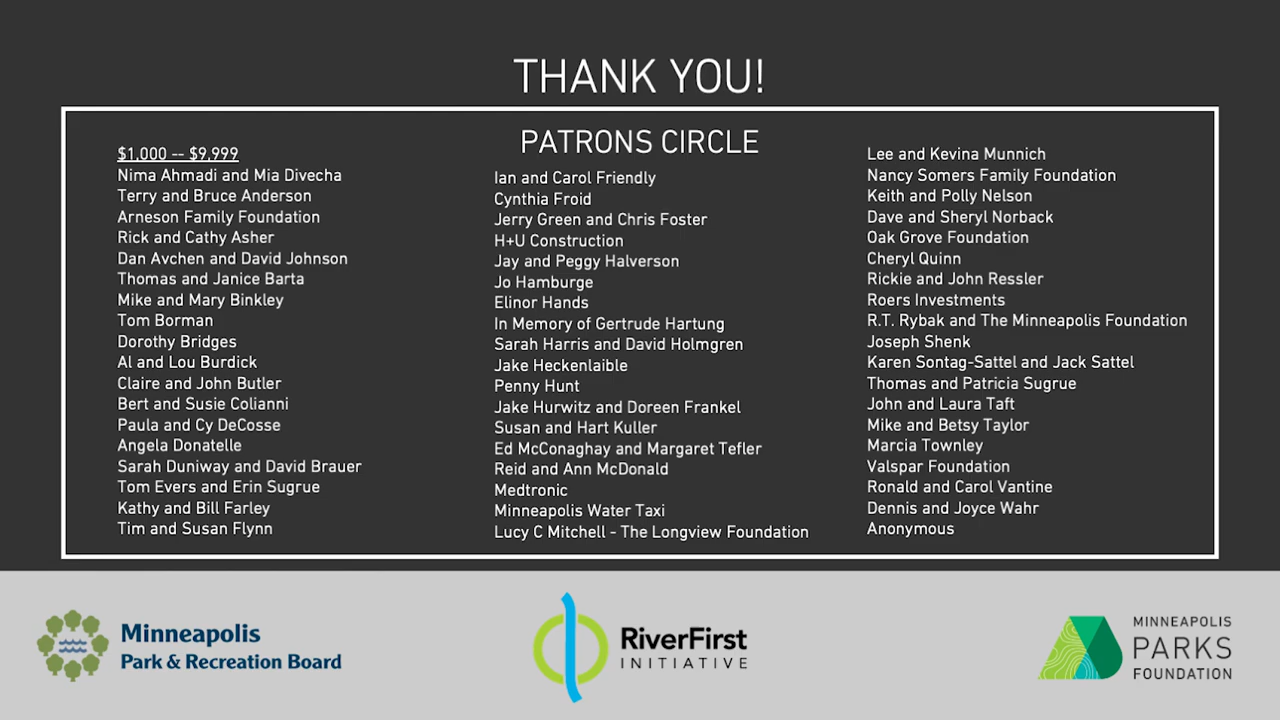 THANK YOU!
PATRONS CIRCLE
$1,000 -- $9,999
Nima Ahmadi and Mia Divecha
Terry and Bruce Anderson
Arneson Family Foundation
Rick and Cathy Asher
Dan Avchen and David Johnson
Thomas and Janice Barta
Mike and Mary Binkley
Tom Borman
Dorothy Bridges
Al and Lou Burdick
Claire and John Butler
Bert and Susie Colianni
Paula and Cy DeCosse
Angela Donatelle
Sarah Duniway and David Brauer
Tom Evers and Erin Sugrue
Kathy and Bill Farley
Tim and Susan Flynn
Ian and Carol Friendly
Cynthia Froid
Jerry Green and Chris Foster
H+U Construction
Jay and Peggy Halverson
Jo Hamburge
Elinor Hands
In Memory of Gertrude Hartung
Sarah Harris and David Holmgren
Jake Heckenlaible
Penny Hunt
Jake Hurwitz and Doreen Frankel
Susan and Hart Kuller
Ed McConaghay and Margaret Tefler
Reid and Ann McDonald
Medtronic
Minneapolis Water Taxi
Lucy C Mitchell - The Longview Foundation
Lee and Kevina Munnich
Nancy Somers Family Foundation
Keith and Polly Nelson
Dave and Sheryl Norback
Oak Grove Foundation
Cheryl Quinn
Rickie and John Ressler
Roers Investments
R.T. Rybak and The Minneapolis Foundation
Joseph Shenk
Karen Sontag-Sattel and Jack Sattel
Thomas and Patricia Sugrue
John and Laura Taft
Mike and Betsy Taylor
Marcia Townley
Valspar Foundation
Ronald and Carol Vantine
Dennis and Joyce Wahr
Anonymous
Minneapolis
Park & Recreation Board
RiverFirst
INITIATIVE
MINNEAPOLIS
PARKS
FOUNDATION